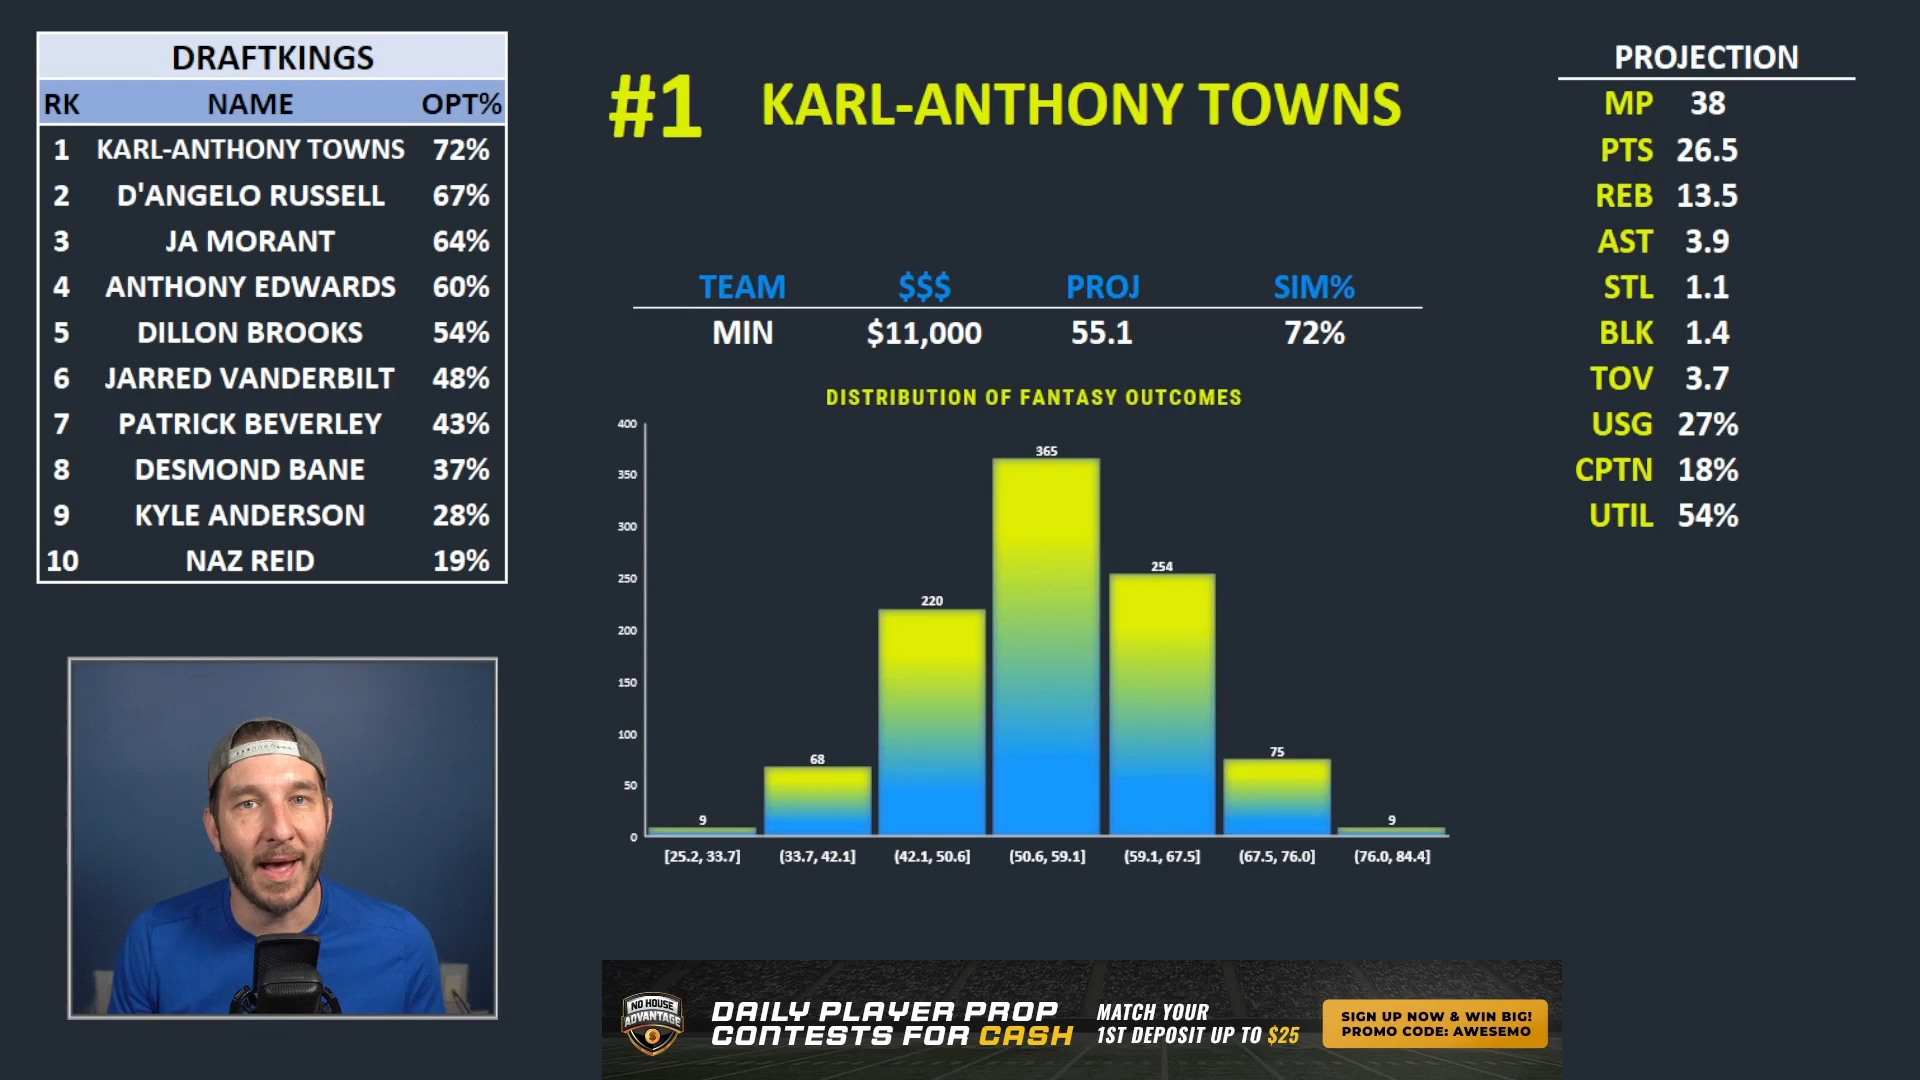 DRAFTKINGS
RK NAME OPT%
1 KARL-ANTHONY TOWNS 72%
2 D'ANGELO RUSSELL 67%
3 JA MORANT 64%
4 ANTHONY EDWARDS 60%
5 DILLON BROOKS 54%
6 JARRED VANDERBILT 48%
7 PATRICK BEVERLEY 43%
8 DESMOND BANE 37%
9 KYLE ANDERSON 28%
10 NAZ REID 19%
#1 KARL-ANTHONY TOWNS
TEAM $$$ PROJ SIM%
MIN $11,000 55.1 72%
DISTRIBUTION OF FANTASY OUTCOMES
400
350
300
250
200
150
100
50
0
9 68 220 365 254 75 9
[25.2, 33.7] (33.7, 42.1] (42.1, 50.6] (50.6, 59.1] (59.1, 67.5] (67.5, 76.0] (76.0, 84.4]
PROJECTION
MP 38
PTS 26.5
REB 13.5
AST 3.9
STL 1.1
BLK 1.4
TOV 3.7
USG 27%
CPTN 18%
UTIL 54%
NO HOUSE
ADVANTAGE
DAILY PLAYER PROP
CONTESTS FOR CASH
MATCH YOUR
1ST DEPOSIT UP TO $25
SIGN UP NOW & WIN BIG!
PROMO CODE: AWESEMO